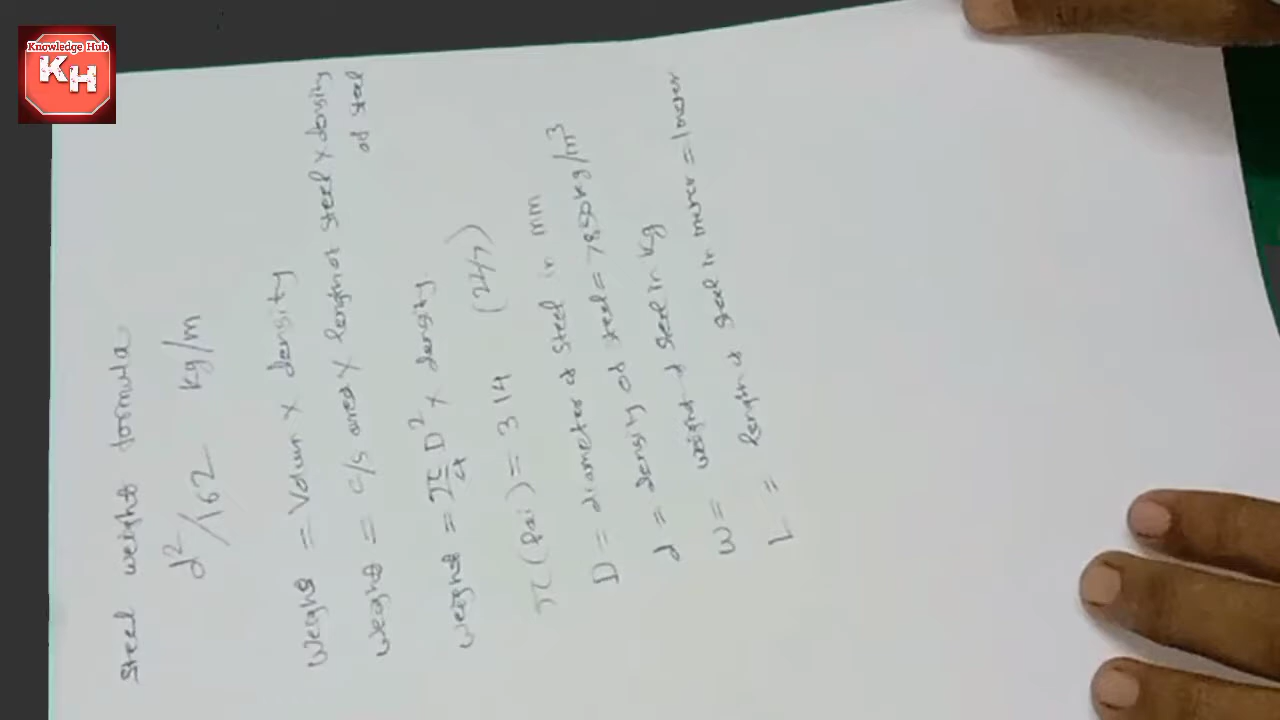 Knowledge Hub
KH
Steel weight formula
d²/162 kg/m
Weight = Volum x density
weight = c/s area x length of steel x density
of steel
weight = π/4 D² x density
π (Pai) = 3.14 (22/7)
D = diameter of steel in mm
d = density of steel = 7850 kg/m³
W = weight of steel in kg
L = length of steel in meter = 1 meter